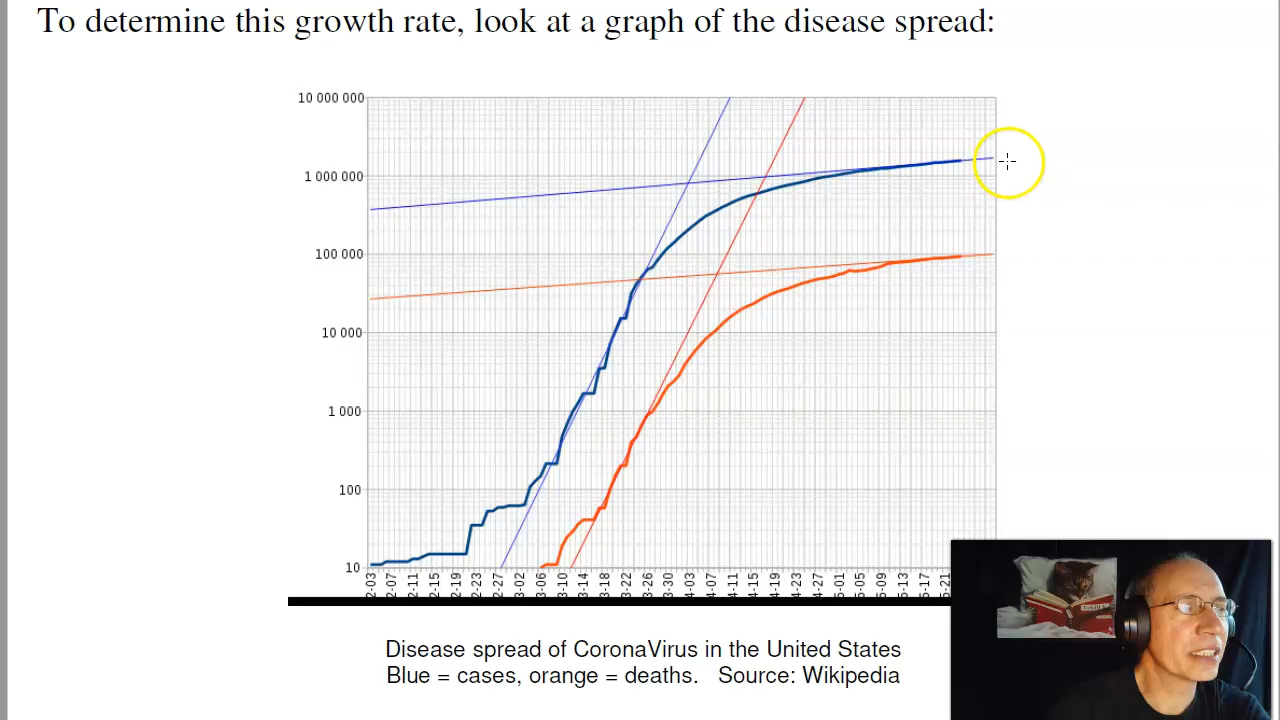 To determine this growth rate, look at a graph of the disease spread:
10 000 000
1 000 000
100 000
10 000
1 000
100
10
2-03 2-07 2-11 2-15 2-19 2-23 2-27 3-02 3-06 3-10 3-14 3-18 3-22 3-26 3-30 4-03 4-07 4-11 4-15 4-19 4-23 4-27 5-01 5-05 5-09 5-13 5-17 5-21
Disease spread of CoronaVirus in the United States
Blue = cases, orange = deaths. Source: Wikipedia